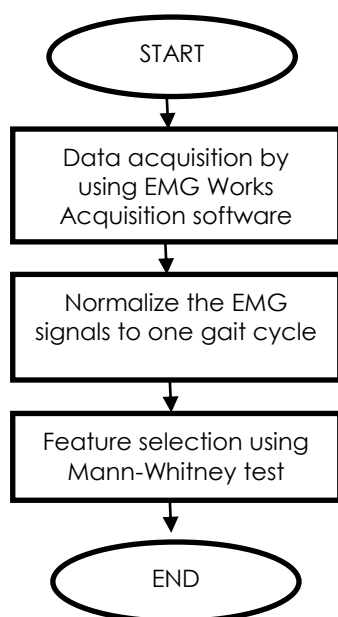 START
Data acquisition by
using EMG Works
Acquisition software
Normalize the EMG
signals to one gait cycle
Feature selection using
Mann-Whitney test
END